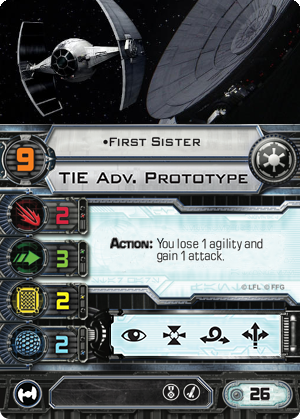 •First Sister
9
TIE Adv. Prototype
2
3
2
2
Action: You lose 1 agility and
gain 1 attack.
© LFL © FFG
26